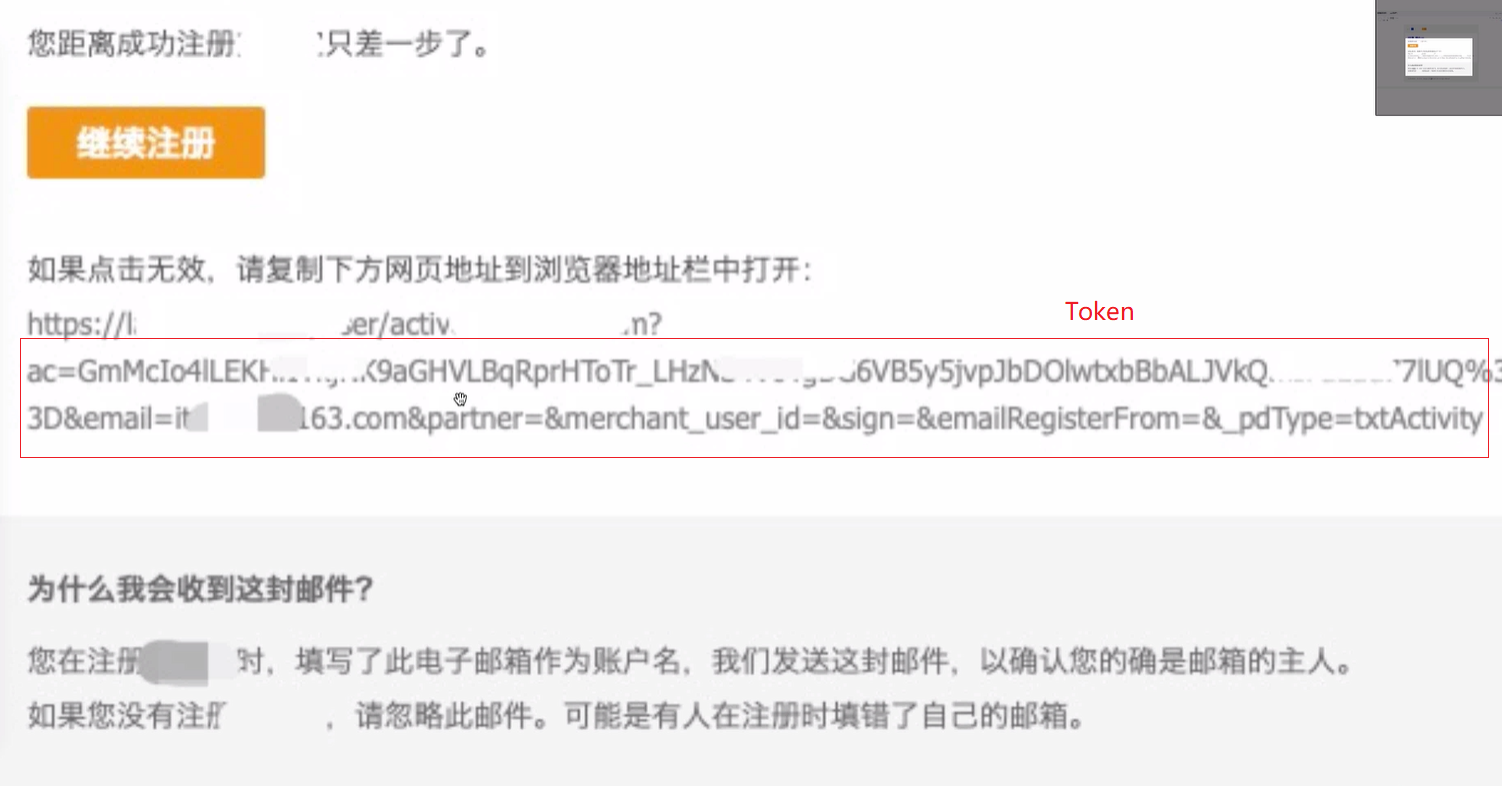 您距离成功注册 只差一步了。
继续注册
如果点击无效，请复制下方网页地址到浏览器地址栏中打开：
Token
https:// er/activ n?
ac=GmMcIo4lLEK K9aGHVLBqRprHToTr_LHzN 6VB5y5jvpJbDOlwtxbBbALJVkQ 7lUQ%3
3D&email=it 163.com&partner=&merchant_user_id=&sign=&emailRegisterFrom=&_pdType=txtActivity
为什么我会收到这封邮件？
您在注册 时，填写了此电子邮箱作为账户名，我们发送这封邮件，以确认您的确是邮箱的主人。
如果您没有注册 ，请忽略此邮件。可能是有人在注册时填错了自己的邮箱。